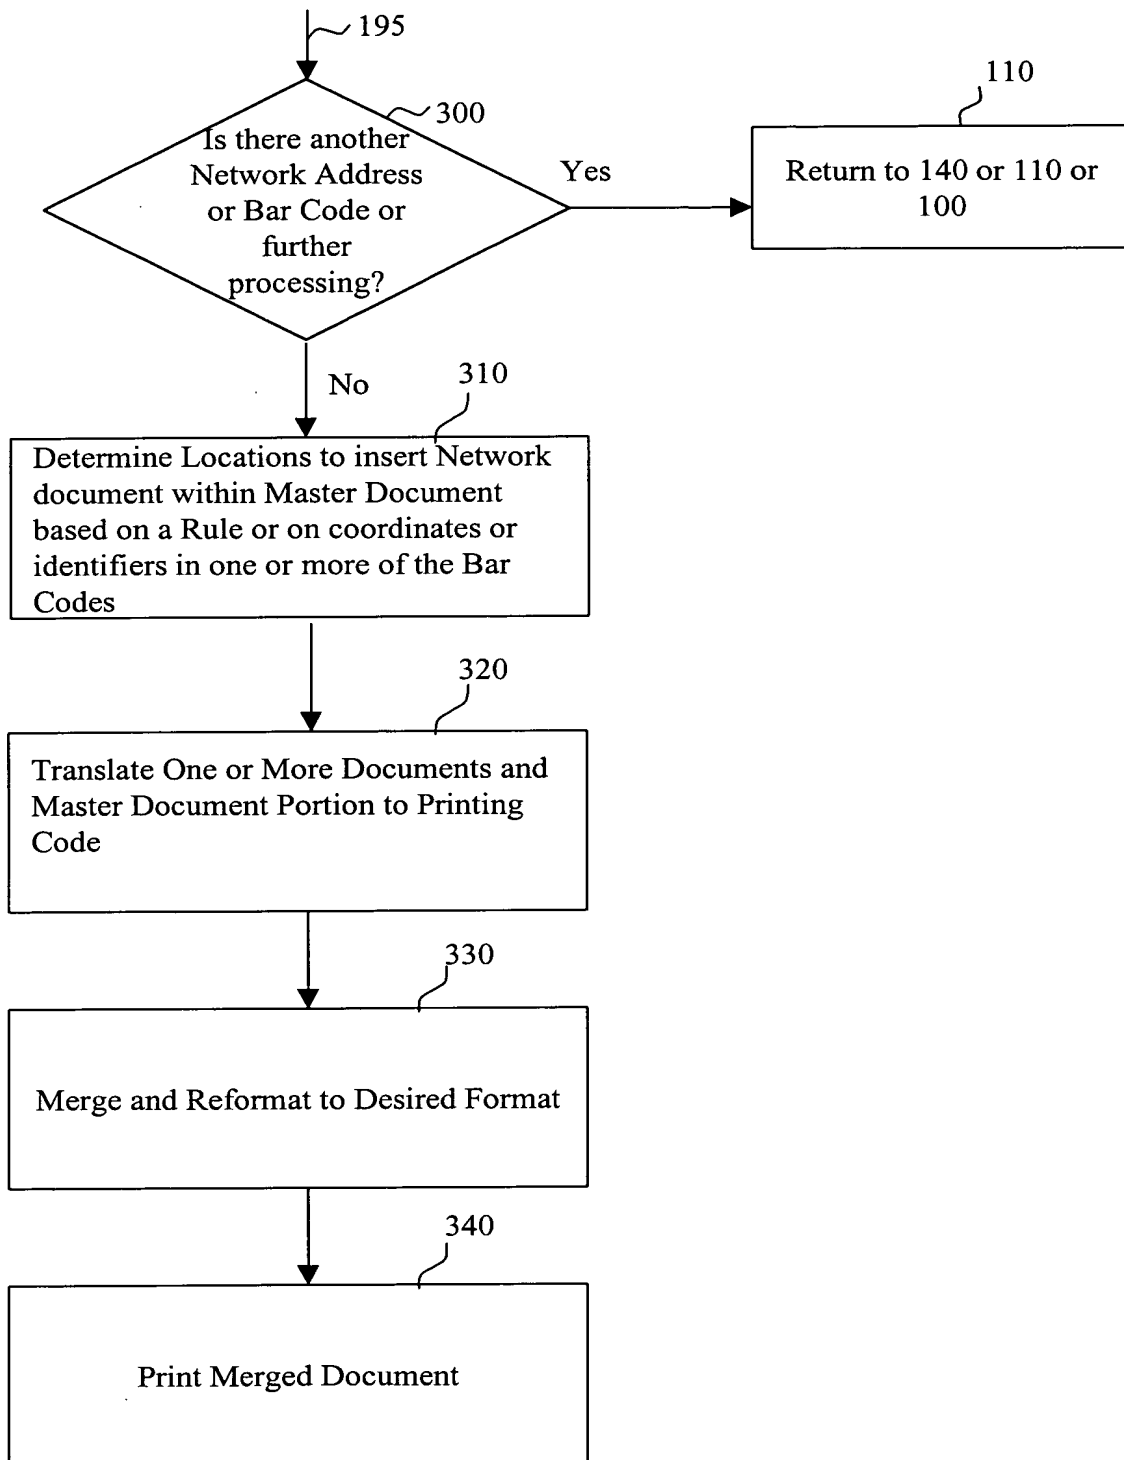 195
300
Is there another
Network Address
or Bar Code or
further
processing?
Yes
110
Return to 140 or 110 or
100
No
310
Determine Locations to insert Network
document within Master Document
based on a Rule or on coordinates or
identifiers in one or more of the Bar
Codes
320
Translate One or More Documents and
Master Document Portion to Printing
Code
330
Merge and Reformat to Desired Format
340
Print Merged Document